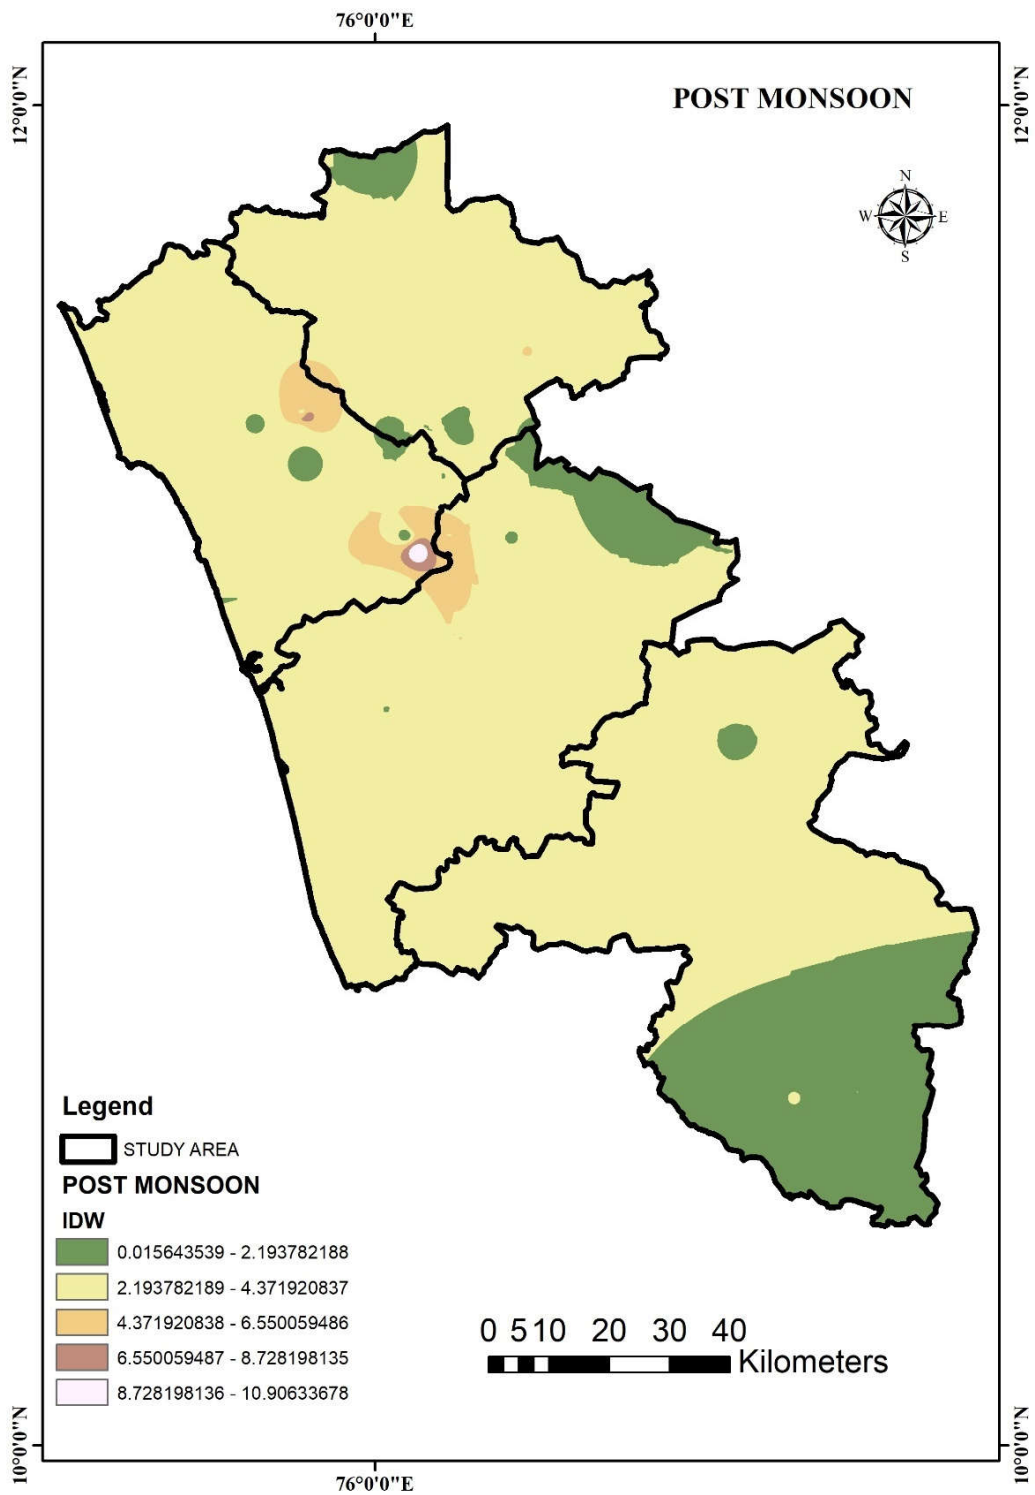 76°0'0"E
12°0'0"N
12°0'0"N
POST MONSOON
N
W E
S
Legend
STUDY AREA
POST MONSOON
IDW
0.015643539 - 2.193782188
2.193782189 - 4.371920837
4.371920838 - 6.550059486
6.550059487 - 8.728198135
8.728198136 - 10.90633678
0 5 10 20 30 40
Kilometers
10°0'0"N
10°0'0"N
76°0'0"E